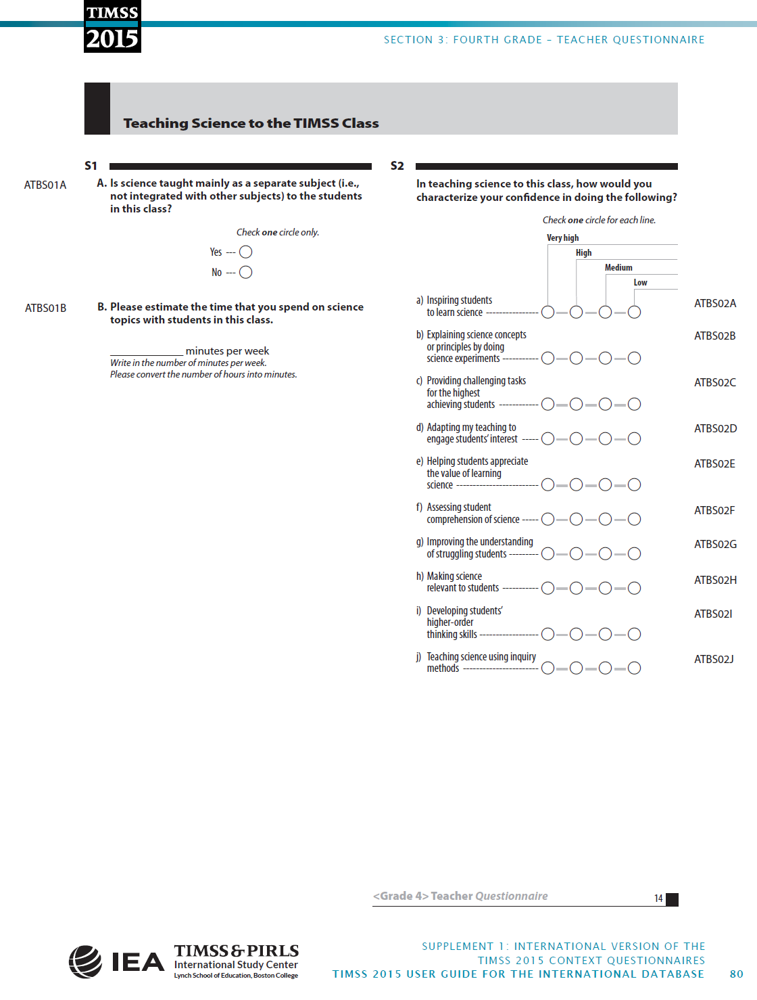 TIMSS
2015
SECTION 3: FOURTH GRADE – TEACHER QUESTIONNAIRE
Teaching Science to the TIMSS Class
S1
ATBS01A
A. Is science taught mainly as a separate subject (i.e.,
not integrated with other subjects) to the students
in this class?
Check one circle only.
Yes ---
No ---
ATBS01B
B. Please estimate the time that you spend on science
topics with students in this class.
_____________ minutes per week
Write in the number of minutes per week.
Please convert the number of hours into minutes.
S2
In teaching science to this class, how would you
characterize your confidence in doing the following?
Check one circle for each line.
Very high
High
Medium
Low
a) Inspiring students
to learn science ----------------
ATBS02A
b) Explaining science concepts
or principles by doing
science experiments -----------
ATBS02B
c) Providing challenging tasks
for the highest
achieving students ------------
ATBS02C
d) Adapting my teaching to
engage students’ interest -----
ATBS02D
e) Helping students appreciate
the value of learning
science -------------------------
ATBS02E
f) Assessing student
comprehension of science -----
ATBS02F
g) Improving the understanding
of struggling students ---------
ATBS02G
h) Making science
relevant to students -----------
ATBS02H
i) Developing students’
higher-order
thinking skills ------------------
ATBS02I
j) Teaching science using inquiry
methods -----------------------
ATBS02J
<Grade 4> Teacher Questionnaire
14
IEA
TIMSS & PIRLS
International Study Center
Lynch School of Education, Boston College
SUPPLEMENT 1: INTERNATIONAL VERSION OF THE
TIMSS 2015 CONTEXT QUESTIONNAIRES
TIMSS 2015 USER GUIDE FOR THE INTERNATIONAL DATABASE 80